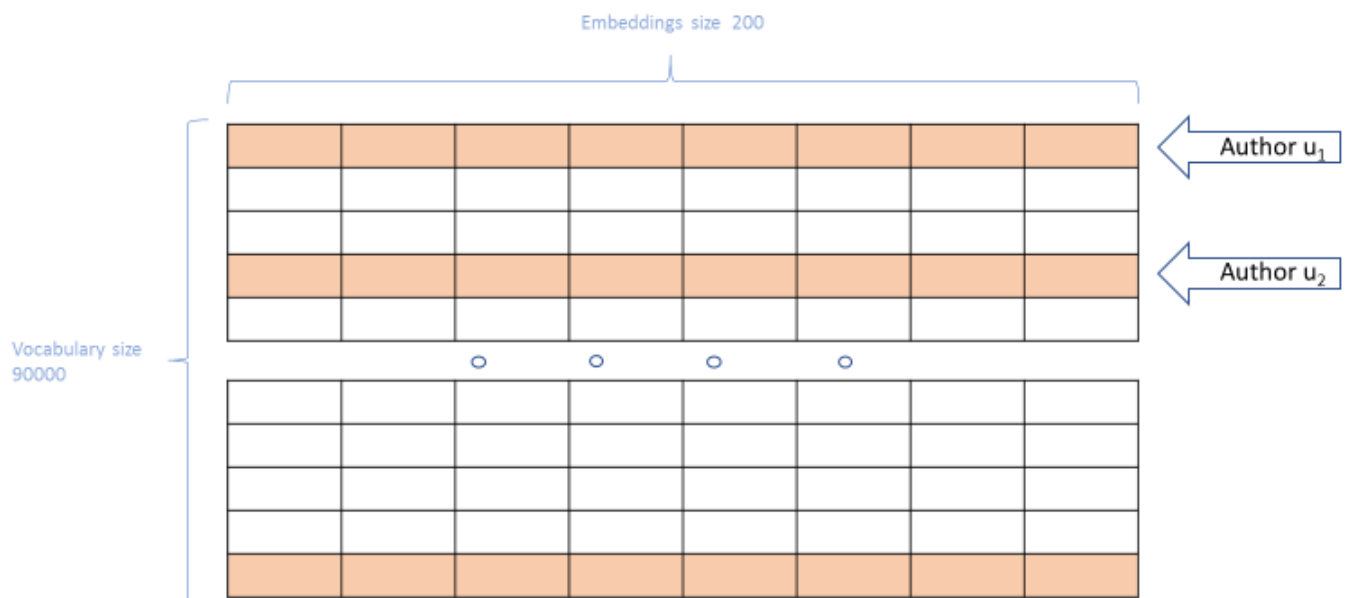 Embeddings size 200
Author u₁
Author u₂
Vocabulary size
90000